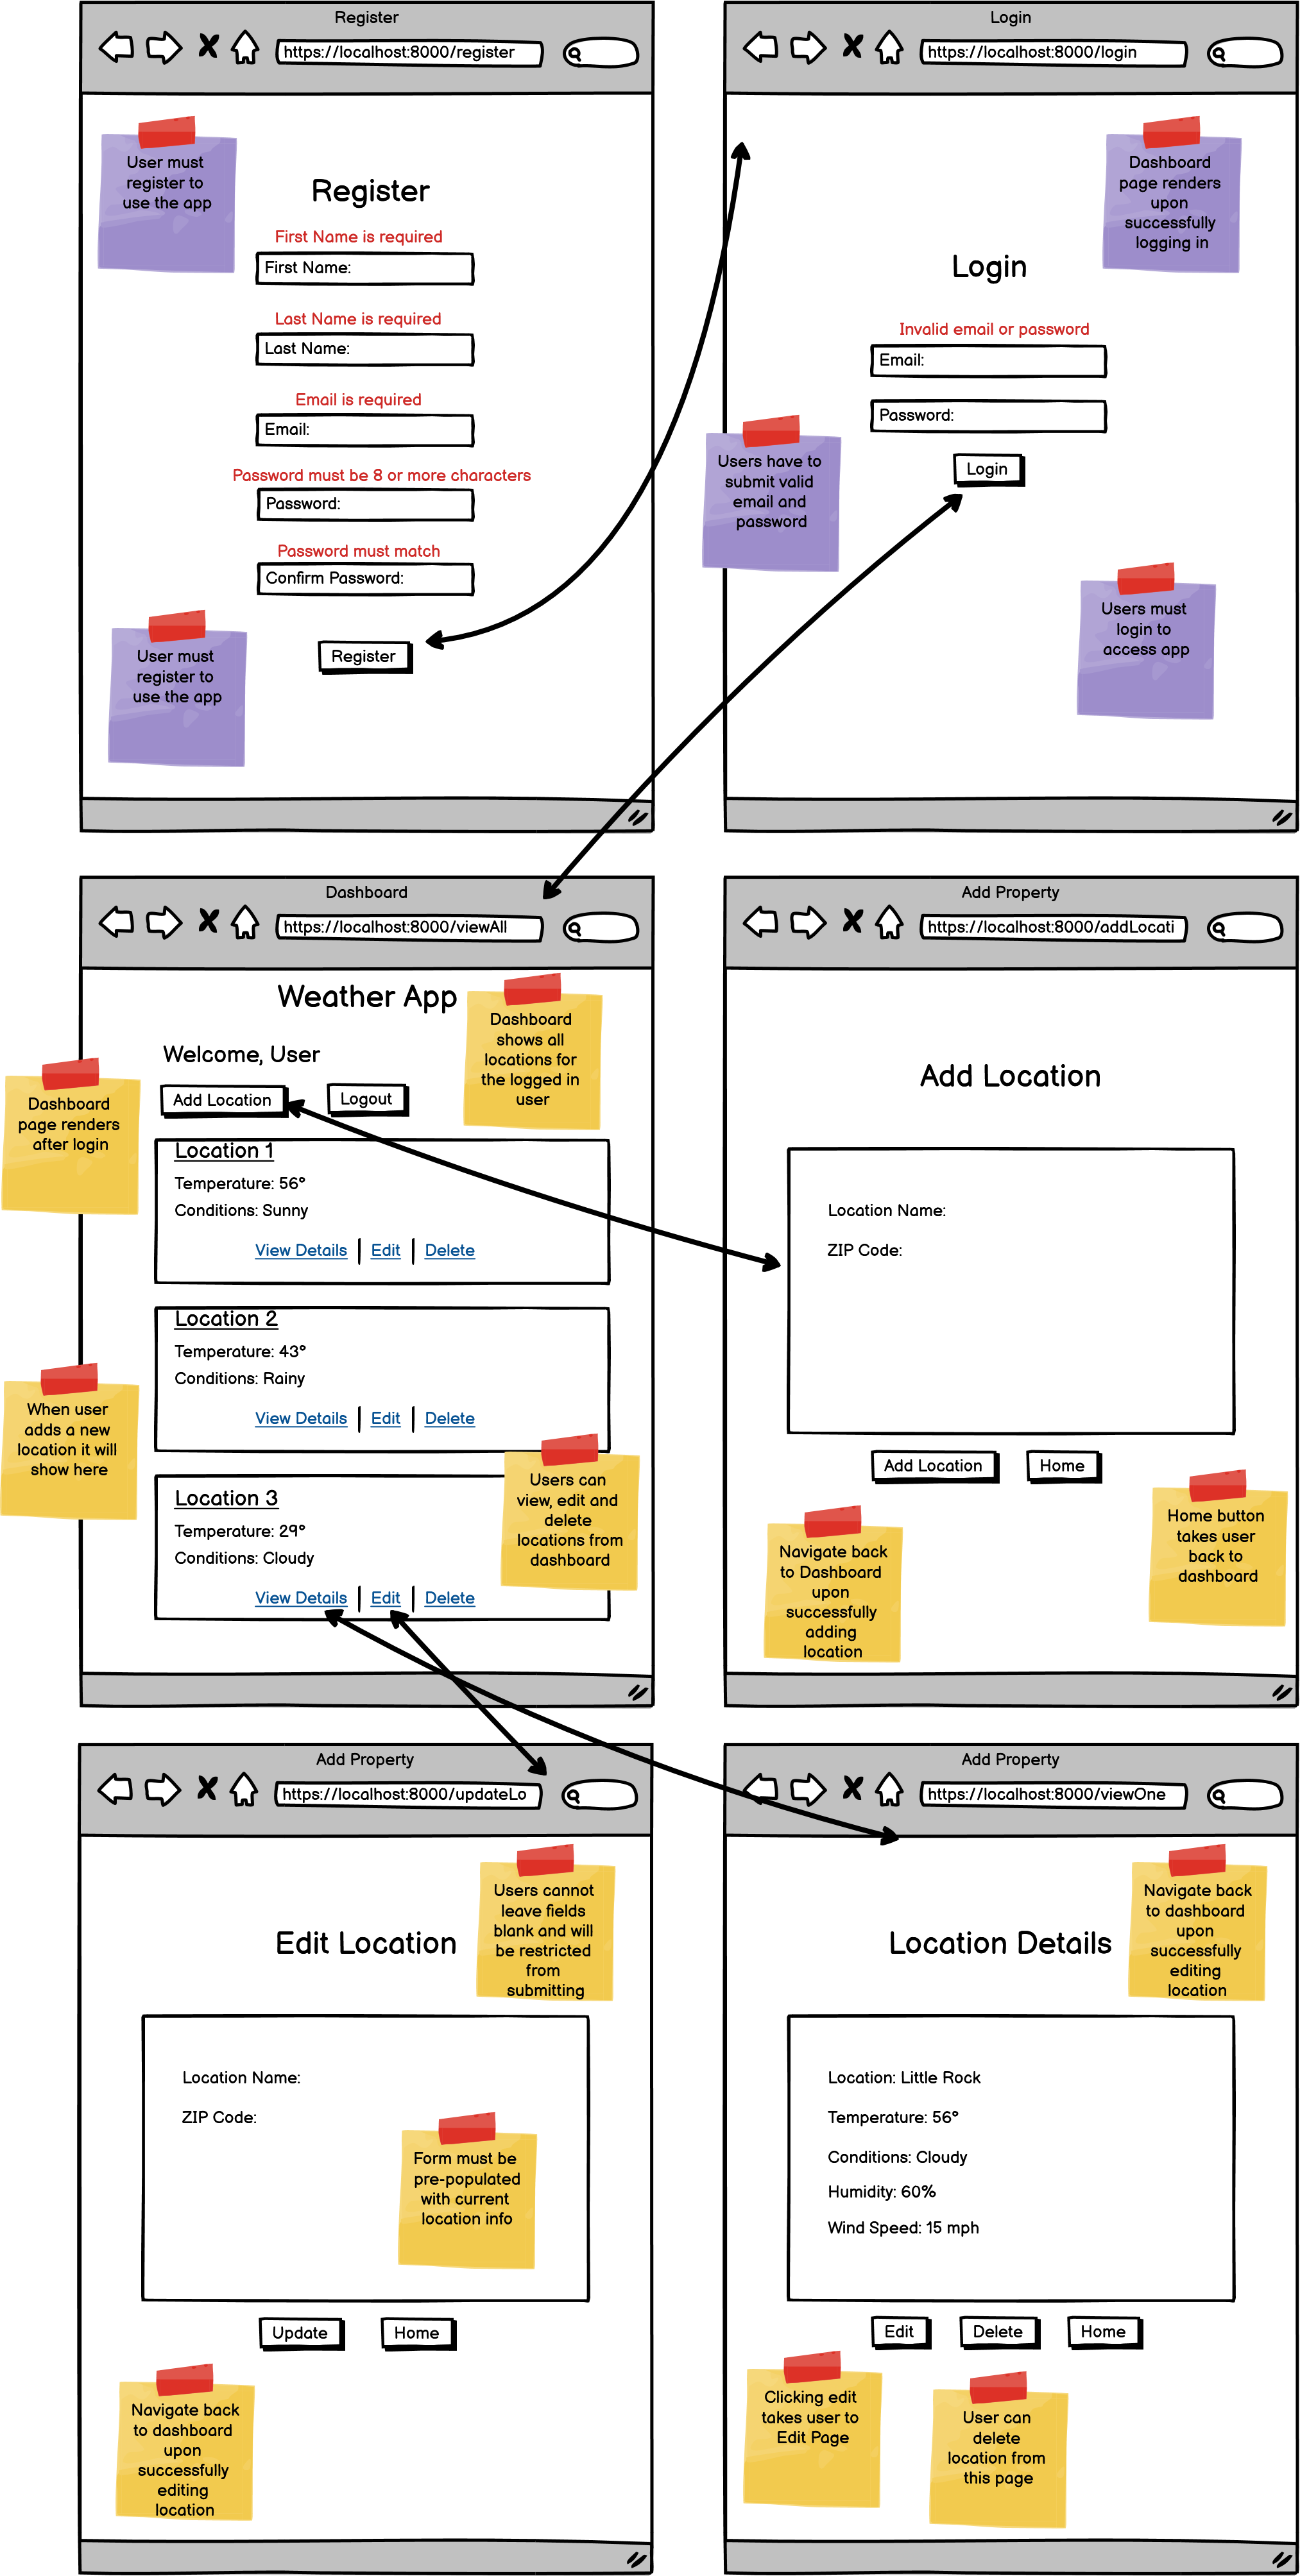 Register
https://localhost:8000/register
User must
register to
use the app
Register
First Name is required
First Name:
Last Name is required
Last Name:
Email is required
Email:
Password must be 8 or more characters
Password:
Password must match
Confirm Password:
User must
register to
use the app
Register
Login
https://localhost:8000/login
Dashboard
page renders
upon
successfully
logging in
Login
Invalid email or password
Email:
Password:
Login
Users have to
submit valid
email and
password
Users must
login to
access app
Dashboard
https://localhost:8000/viewAll
Weather App
Dashboard
shows all
locations for
the logged in
user
Welcome, User
Add Location
Logout
Dashboard
page renders
after login
Location 1
Temperature: 56°
Conditions: Sunny
View Details | Edit | Delete
Location 2
Temperature: 43°
Conditions: Rainy
View Details | Edit | Delete
When user
adds a new
location it will
show here
Users can
view, edit and
delete
locations from
dashboard
Location 3
Temperature: 29°
Conditions: Cloudy
View Details | Edit | Delete
Add Property
https://localhost:8000/addLocati
Add Location
Location Name:
ZIP Code:
Add Location
Home
Navigate back
to Dashboard
upon
successfully
adding
location
Home button
takes user
back to
dashboard
Add Property
https://localhost:8000/updateLo
Users cannot
leave fields
blank and will
be restricted
from
submitting
Edit Location
Location Name:
ZIP Code:
Form must be
pre-populated
with current
location info
Update
Home
Navigate back
to dashboard
upon
successfully
editing
location
Add Property
https://localhost:8000/viewOne
Navigate back
to dashboard
upon
successfully
editing
location
Location Details
Location: Little Rock
Temperature: 56°
Conditions: Cloudy
Humidity: 60%
Wind Speed: 15 mph
Edit
Delete
Home
Clicking edit
takes user to
Edit Page
User can
delete
location from
this page